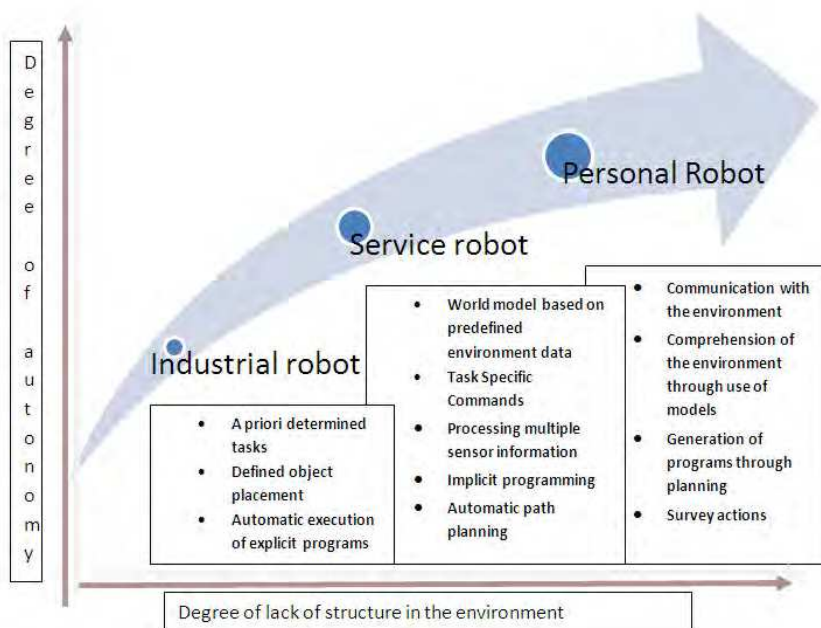 Degree of autonomy
Personal Robot
Service robot
Industrial robot
• A priori determined
tasks
• Defined object
placement
• Automatic execution
of explicit programs
• World model based on
predefined
environment data
• Task Specific
Commands
• Processing multiple
sensor information
• Implicit programming
• Automatic path
planning
• Communication with
the environment
• Comprehension of
the environment
through use of
models
• Generation of
programs through
planning
• Survey actions
Degree of lack of structure in the environment